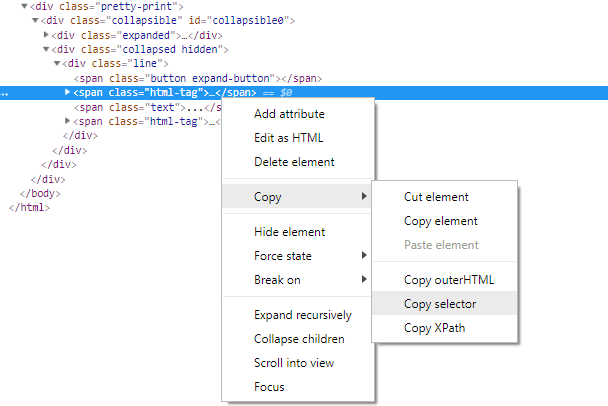 ▼<div class="pretty-print">
▼<div class="collapsible" id="collapsible0">
▶<div class="expanded">…</div>
▼<div class="collapsed hidden">
▼<div class="line">
<span class="button expand-button"></span>
... ▶<span class="html-tag">…</span> == $0
<span class="text">...</s
▶<span class="html-tag">…<
</div>
</div>
</div>
</div>
</body>
</html>
Add attribute
Edit as HTML
Delete element
Copy
Hide element
Force state
Break on
Expand recursively
Collapse children
Scroll into view
Focus
Cut element
Copy element
Paste element
Copy outerHTML
Copy selector
Copy XPath